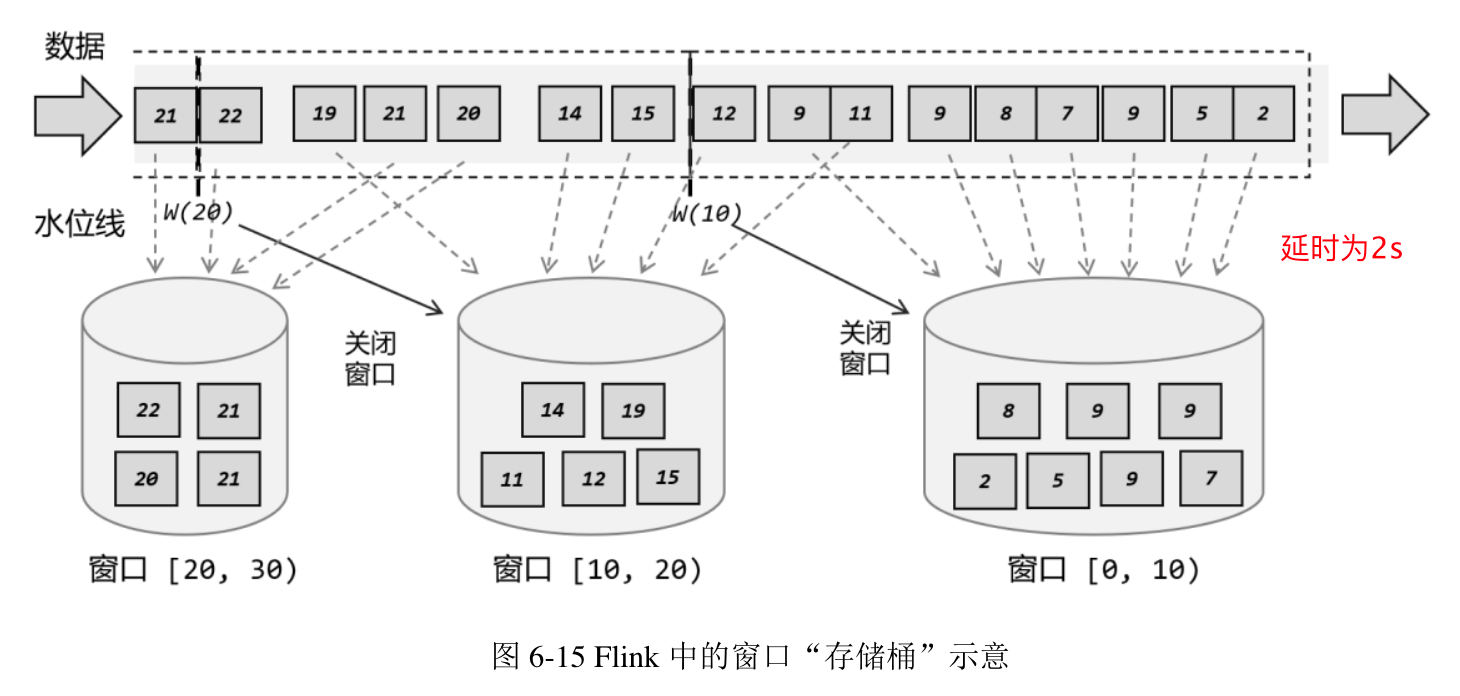 数据
21 22 19 21 20 14 15 12 9 11 9 8 7 9 5 2
水位线
W(20)
W(10)
延时为2s
关闭
窗口
关闭
窗口
22 21
20 21
14 19
11 12 15
8 9 9
2 5 9 7
窗口 [20, 30)
窗口 [10, 20)
窗口 [0, 10)
图 6-15 Flink 中的窗口“存储桶”示意